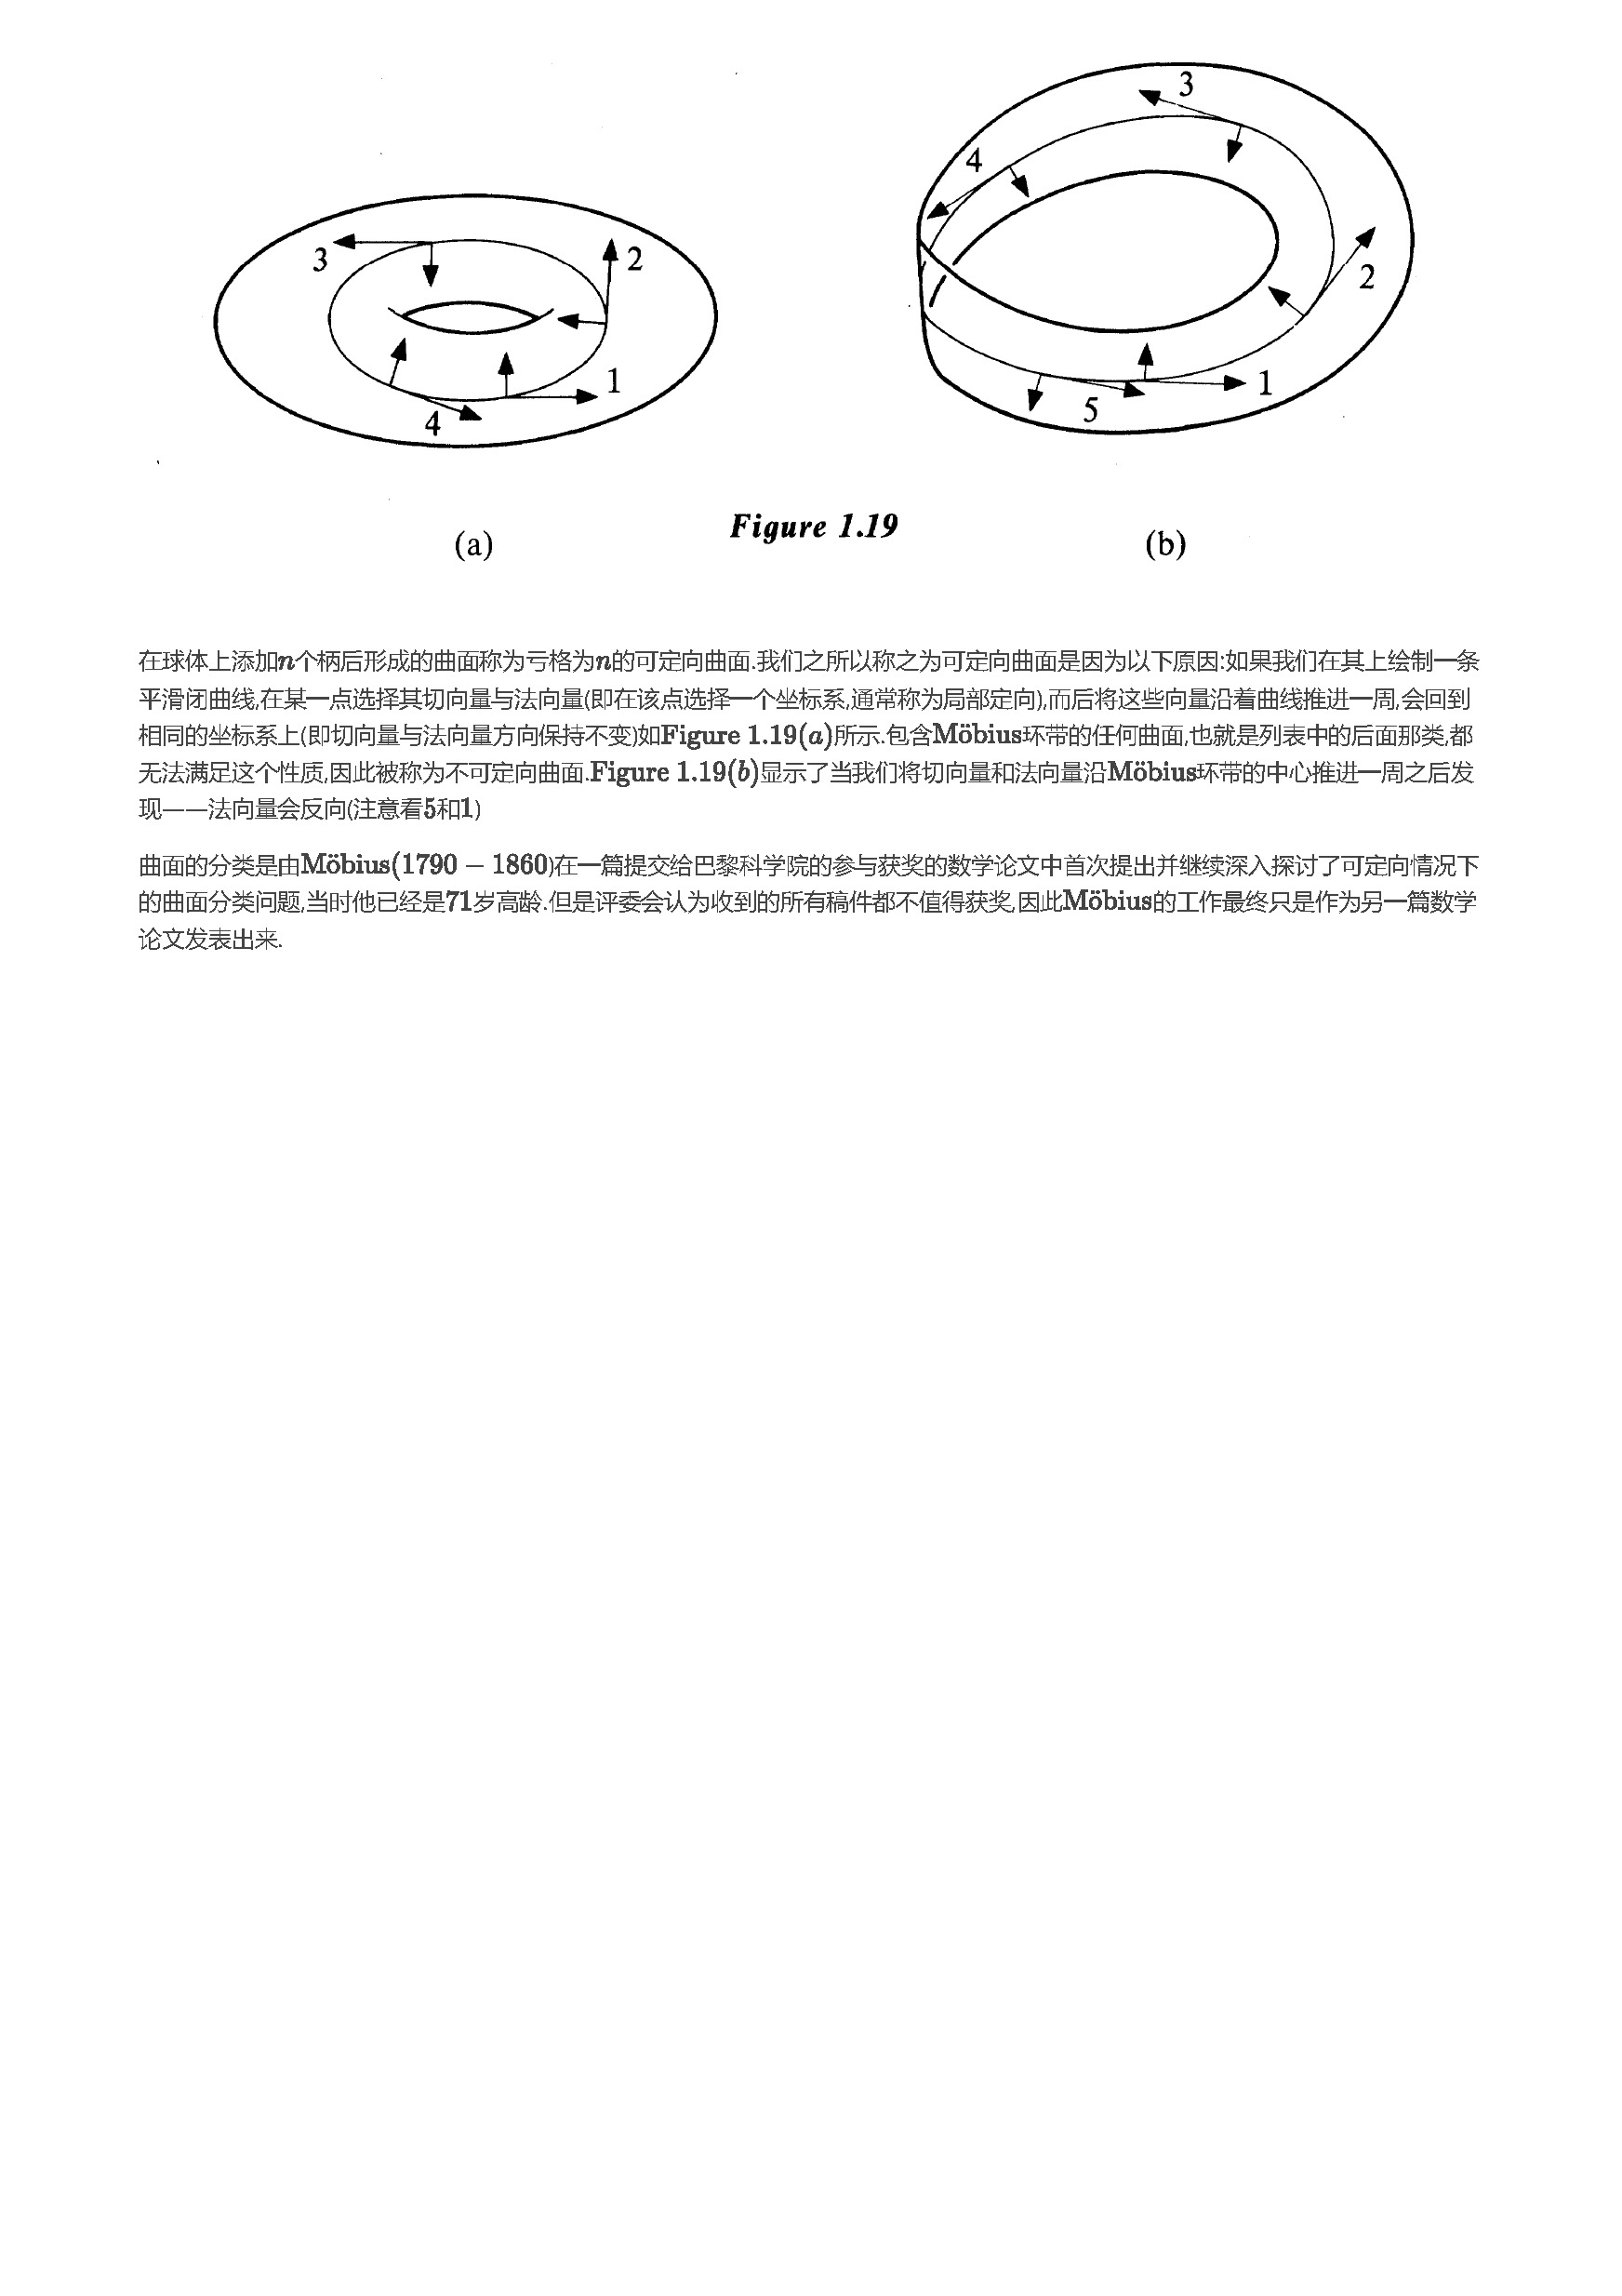 3
2
1
4
3
4
2
1
5
Figure 1.19
(a)
(b)
在球体上添加n个柄后形成的曲面称为亏格为n的可定向曲面.我们之所以称之为可定向曲面是因为以下原因:如果我们在其上绘制一条
平滑闭曲线,在某一点选择其切向量与法向量(即在该点选择一个坐标系,通常称为局部定向),而后将这些向量沿着曲线推进一周,会回到
相同的坐标系上(即切向量与法向量方向保持不变)如Figure 1.19(a)所示.包含Möbius环带的任何曲面,也就是列表中的后面那类,都
无法满足这个性质,因此被称为不可定向曲面.Figure 1.19(b)显示了当我们将切向量和法向量沿Möbius环带的中心推进一周之后发
现——法向量会反向(注意看5和1)
曲面的分类是由Möbius(1790 – 1860)在一篇提交给巴黎科学院的参与获奖的数学论文中首次提出并继续深入探讨了可定向情况下
的曲面分类问题,当时他已经是71岁高龄.但是评委会认为收到的所有稿件都不值得获奖,因此Möbius的工作最终只是作为另一篇数学
论文发表出来.